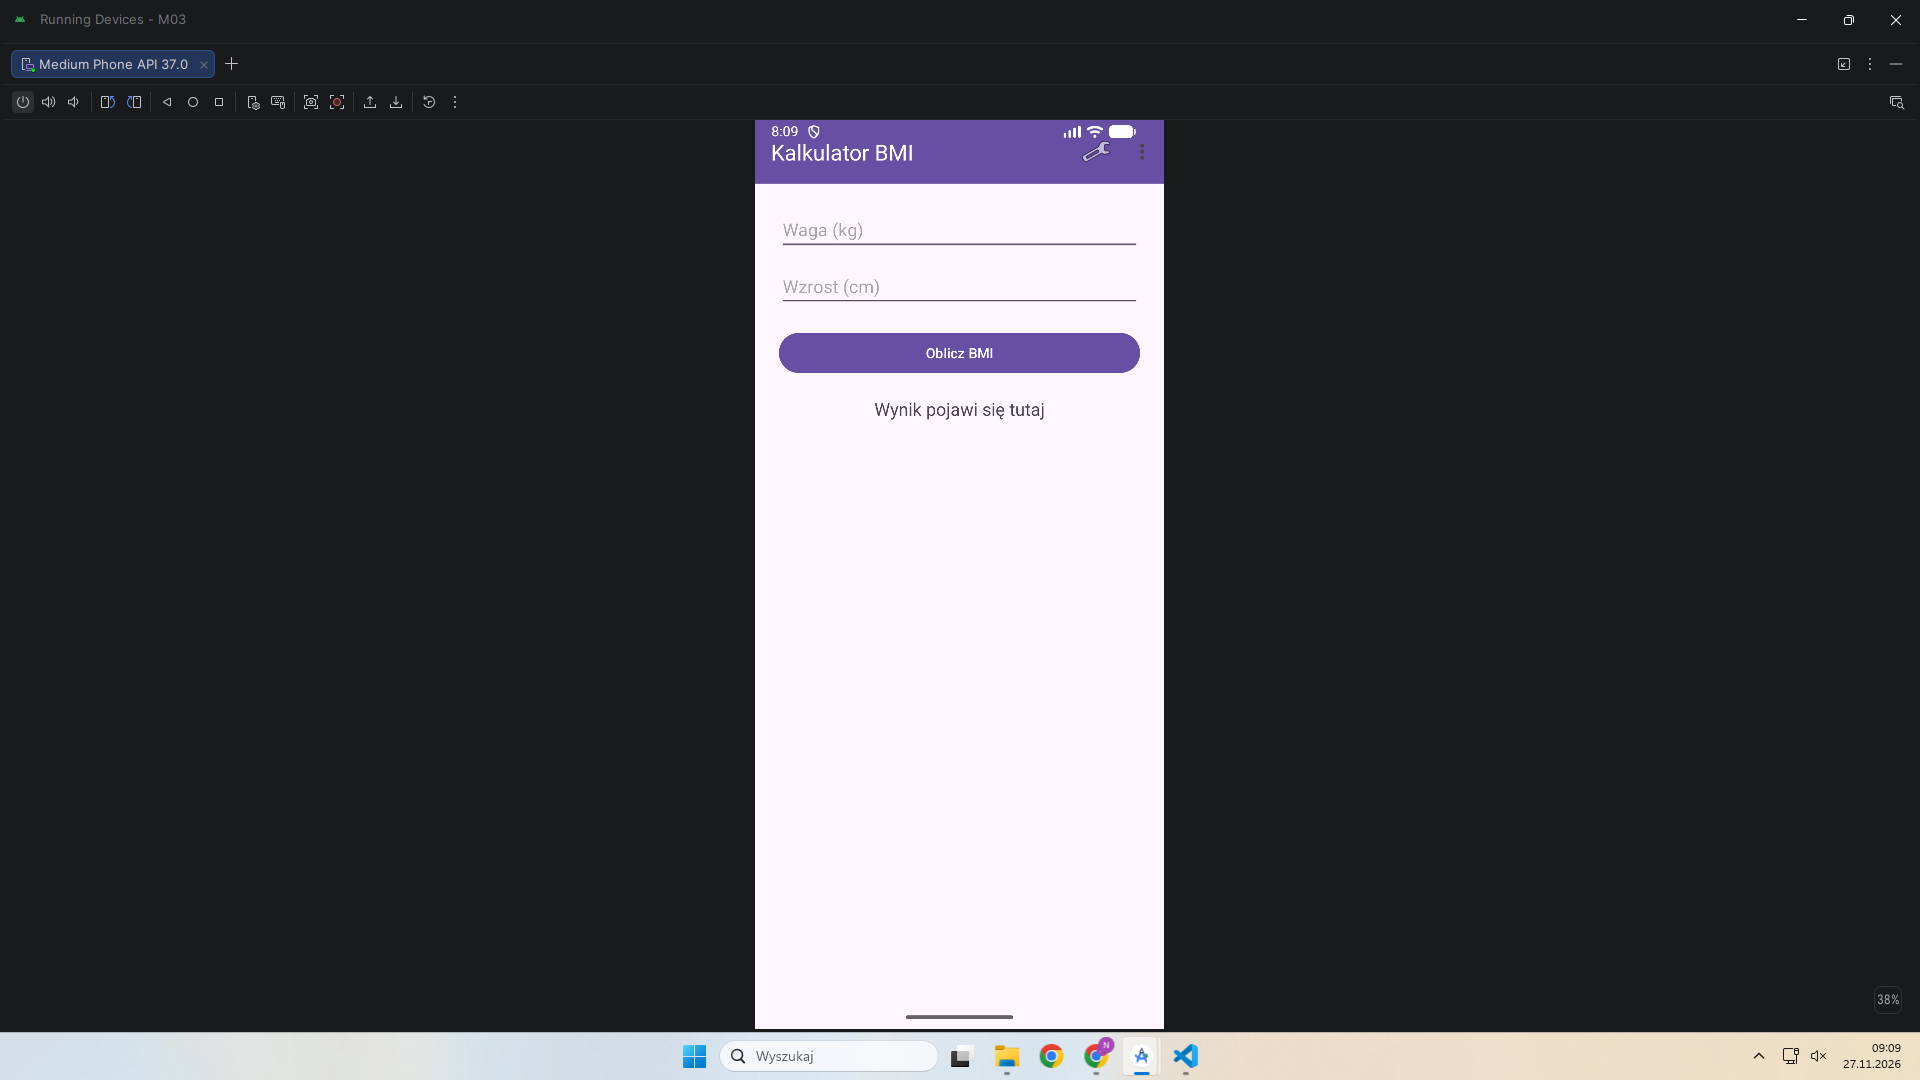 Running Devices - M03
Medium Phone API 37.0
8:09
Kalkulator BMI
Waga (kg)
Wzrost (cm)
Oblicz BMI
Wynik pojawi się tutaj
38%
Wyszukaj
N
09:09
27.11.2026